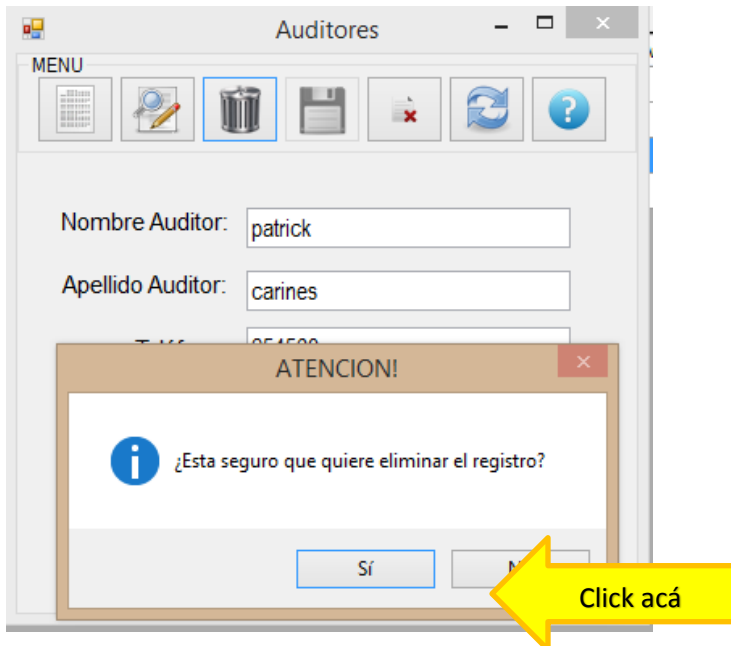 Auditores
MENU
Nombre Auditor:
patrick
Apellido Auditor:
carines
ATENCION!
¿Esta seguro que quiere eliminar el registro?
Sí
Click acá